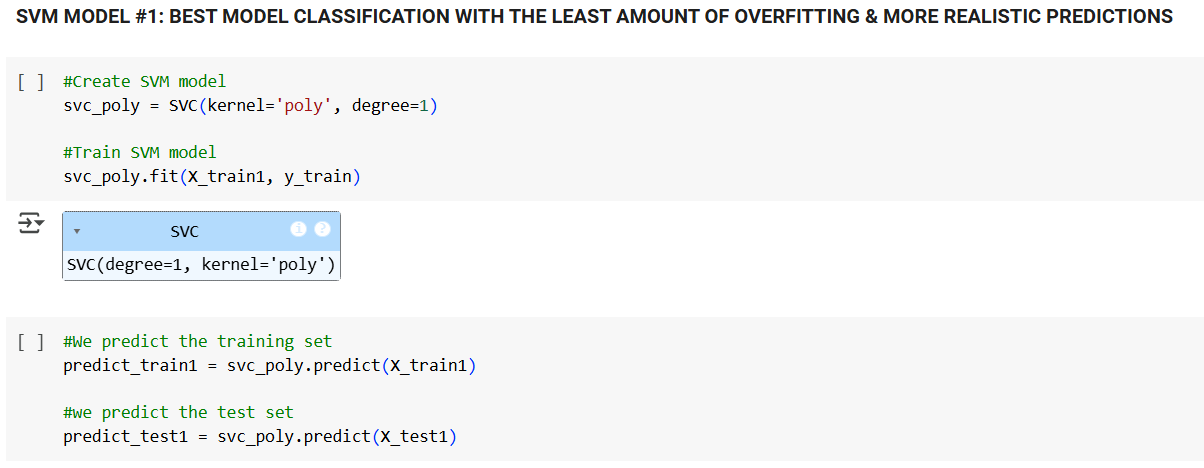 SVM MODEL #1: BEST MODEL CLASSIFICATION WITH THE LEAST AMOUNT OF OVERFITTING & MORE REALISTIC PREDICTIONS
[ ] #Create SVM model
svc_poly = SVC(kernel='poly', degree=1)
#Train SVM model
svc_poly.fit(X_train1, y_train)
SVC i ?
SVC(degree=1, kernel='poly')
[ ] #We predict the training set
predict_train1 = svc_poly.predict(X_train1)
#we predict the test set
predict_test1 = svc_poly.predict(X_test1)